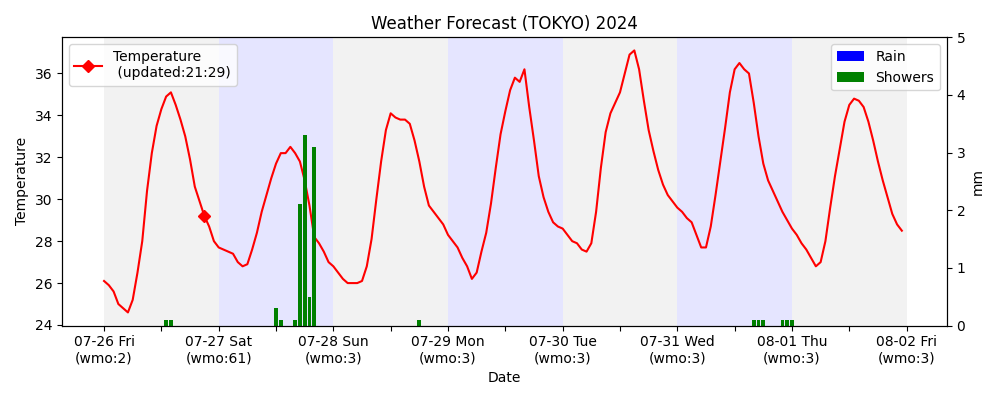 Weather Forecast (TOKYO) 2024
Temperature
(updated:21:29)
Rain
Showers
Temperature
36
34
32
30
28
26
24
5
4
3
2
1
0
mm
07-26 Fri
(wmo:2)
07-27 Sat
(wmo:61)
07-28 Sun
(wmo:3)
07-29 Mon
(wmo:3)
07-30 Tue
(wmo:3)
07-31 Wed
(wmo:3)
08-01 Thu
(wmo:3)
08-02 Fri
(wmo:3)
Date